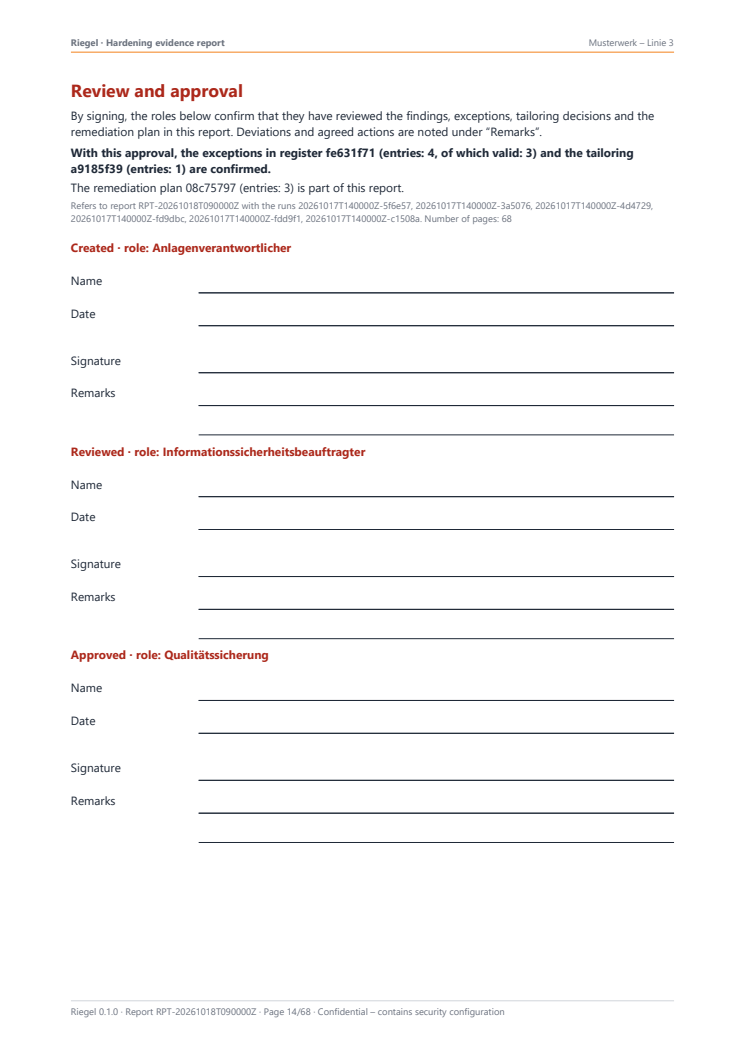 Riegel · Hardening evidence report
Musterwerk – Linie 3
Review and approval
By signing, the roles below confirm that they have reviewed the findings, exceptions, tailoring decisions and the
remediation plan in this report. Deviations and agreed actions are noted under “Remarks”.
With this approval, the exceptions in register fe631f71 (entries: 4, of which valid: 3) and the tailoring
a9185f39 (entries: 1) are confirmed.
The remediation plan 08c75797 (entries: 3) is part of this report.
Refers to report RPT-20261018T090000Z with the runs 20261017T140000Z-5f6e57, 20261017T140000Z-3a5076, 20261017T140000Z-4d4729,
20261017T140000Z-fd9dbc, 20261017T140000Z-fdd9f1, 20261017T140000Z-c1508a. Number of pages: 68
Created · role: Anlagenverantwortlicher
Name
Date
Signature
Remarks
Reviewed · role: Informationssicherheitsbeauftragter
Name
Date
Signature
Remarks
Approved · role: Qualitätssicherung
Name
Date
Signature
Remarks
Riegel 0.1.0 · Report RPT-20261018T090000Z · Page 14/68 · Confidential – contains security configuration